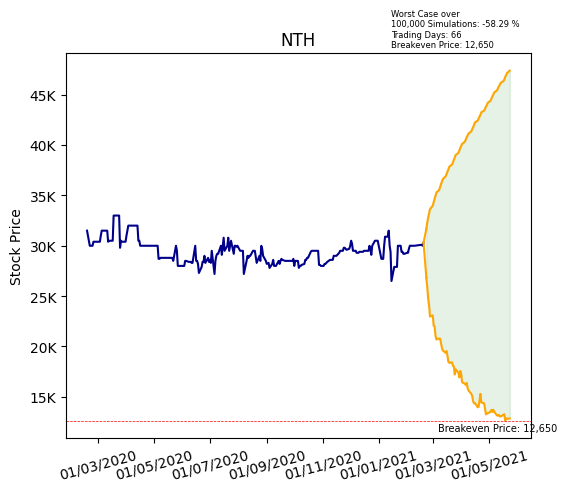 Worst Case over
100,000 Simulations: -58.29 %
Trading Days: 66
Breakeven Price: 12,650
NTH
Stock Price
45K
40K
35K
30K
25K
20K
15K
Breakeven Price: 12,650
01/03/2020
01/05/2020
01/07/2020
01/09/2020
01/11/2020
01/01/2021
01/03/2021
01/05/2021